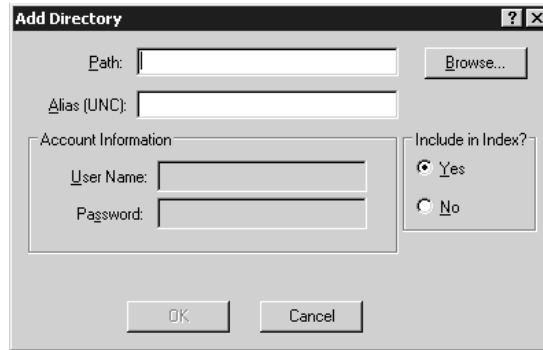 Add Directory
Path:
Browse...
Alias (UNC):
Account Information
Include in Index?
User Name:
Yes
Password:
No
OK
Cancel